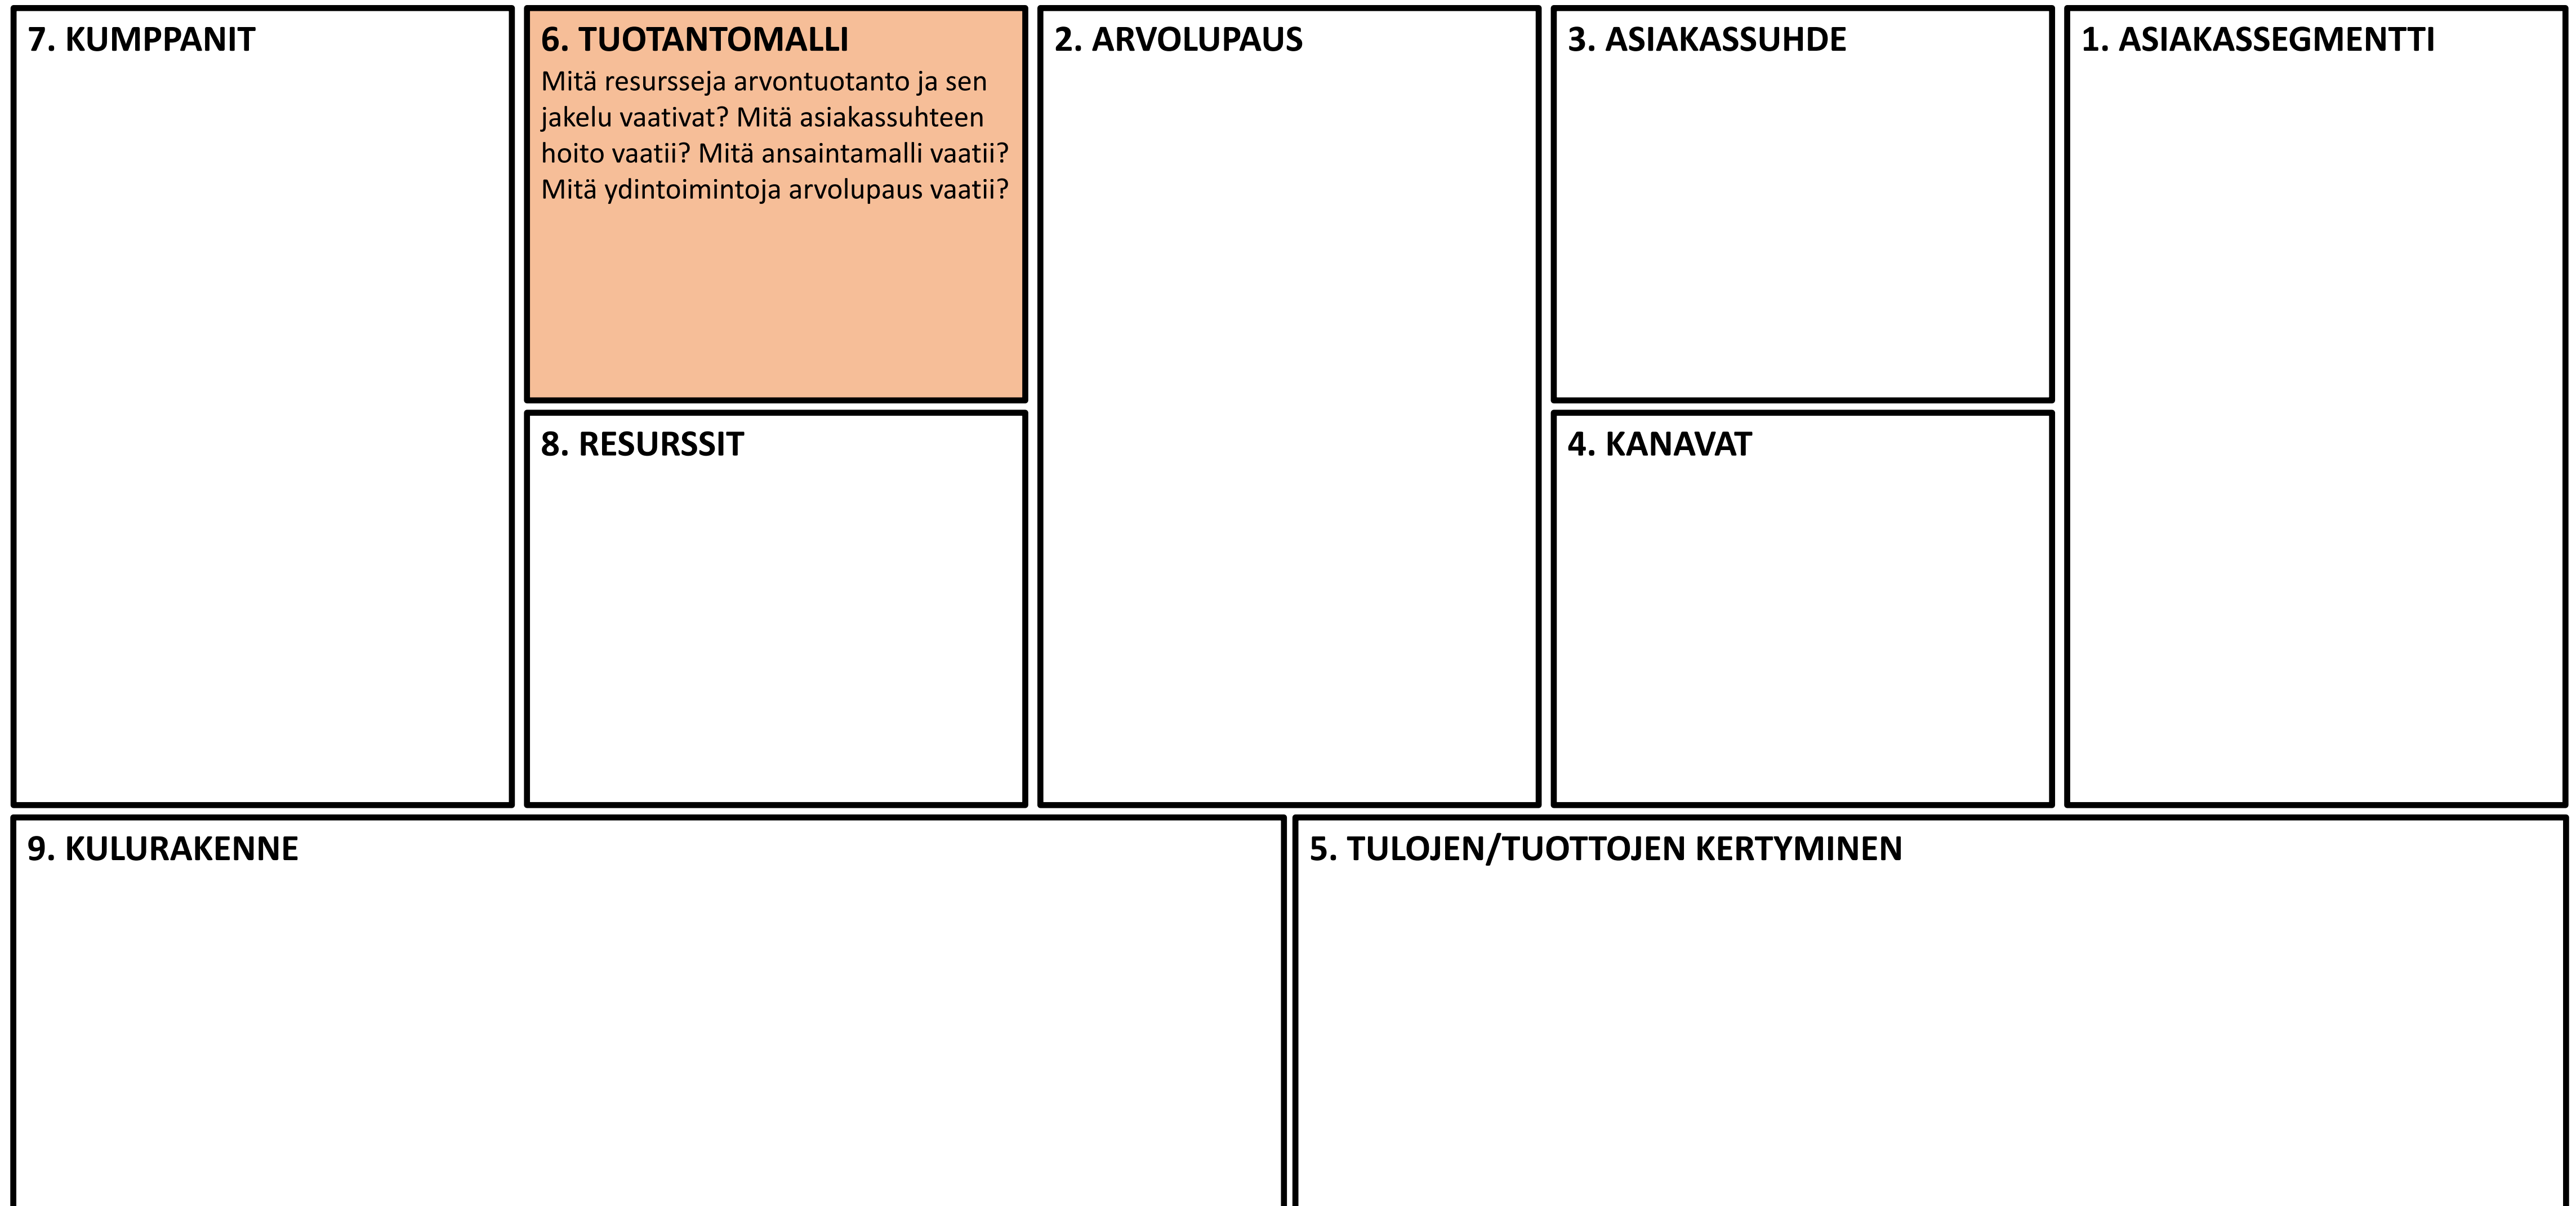 7. KUMPPANIT
6. TUOTANTOMALLI
Mitä resursseja arvontuotanto ja sen
jakelu vaativat? Mitä asiakassuhteen
hoito vaatii? Mitä ansaintamalli vaatii?
Mitä ydintoimintoja arvolupaus vaatii?
2. ARVOLUPAUS
3. ASIAKASSUHDE
1. ASIAKASSEGMENTTI
8. RESURSSIT
4. KANAVAT
9. KULURAKENNE
5. TULOJEN/TUOTTOJEN KERTYMINEN